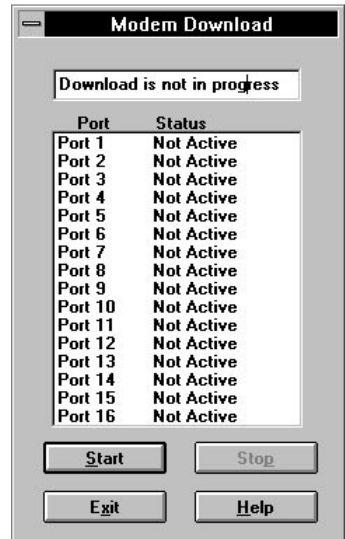 Modem Download
Download is not in progress
Port Status
Port 1 Not Active
Port 2 Not Active
Port 3 Not Active
Port 4 Not Active
Port 5 Not Active
Port 6 Not Active
Port 7 Not Active
Port 8 Not Active
Port 9 Not Active
Port 10 Not Active
Port 11 Not Active
Port 12 Not Active
Port 13 Not Active
Port 14 Not Active
Port 15 Not Active
Port 16 Not Active
Start Stop
Exit Help